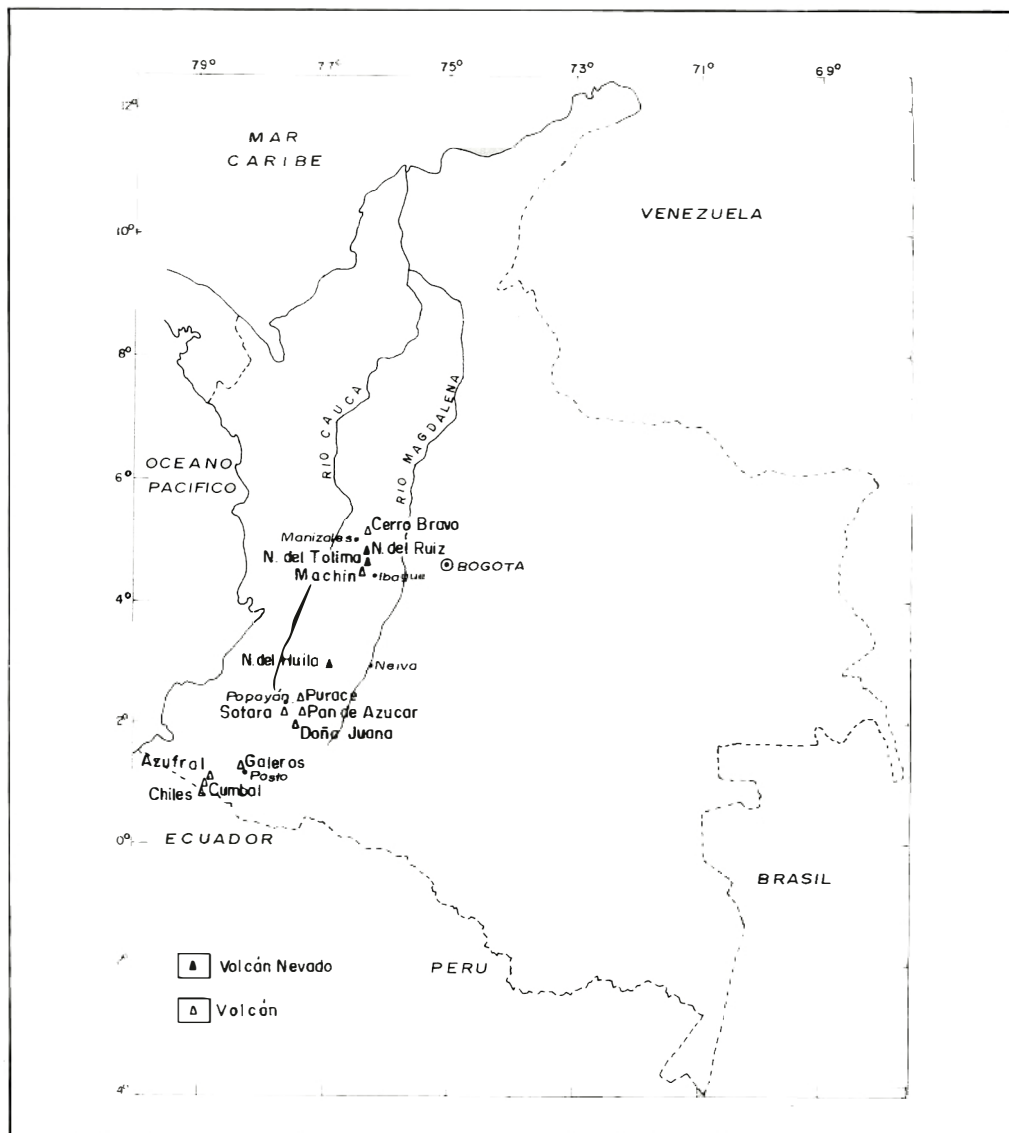 79° 77° 75° 73° 71° 69°
12°
MAR
CARIBE
VENEZUELA
10°
8°
RIO CAUCA
RIO MAGDALENA
OCEANO
PACIFICO
6°
Cerro Bravo
Manizales
N. del Ruiz
N. del Tolima
BOGOTA
Machin
Ibague
4°
N. del Huila
Neiva
Popayán
Purace
Sotara
Pan de Azucar
2°
Doña Juana
Azufral
Galeros
Pasto
Cumbal
Chiles
0°
ECUADOR
BRASIL
PERU
Volcán Nevado
Volcán
4°